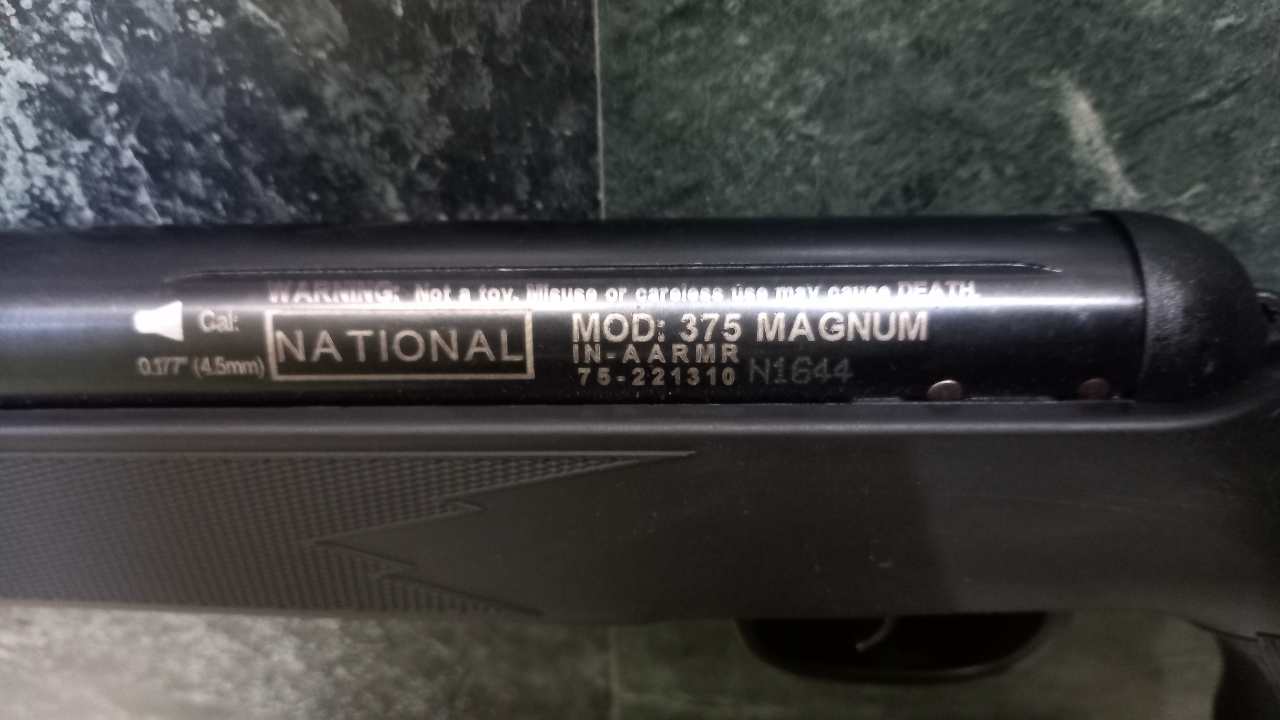 WARNING: Not a toy. Misuse or careless use may cause DEATH.
Cal:
0.177" (4.5mm)
NATIONAL
MOD: 375 MAGNUM
IN-AARMR
75-221310 N1644